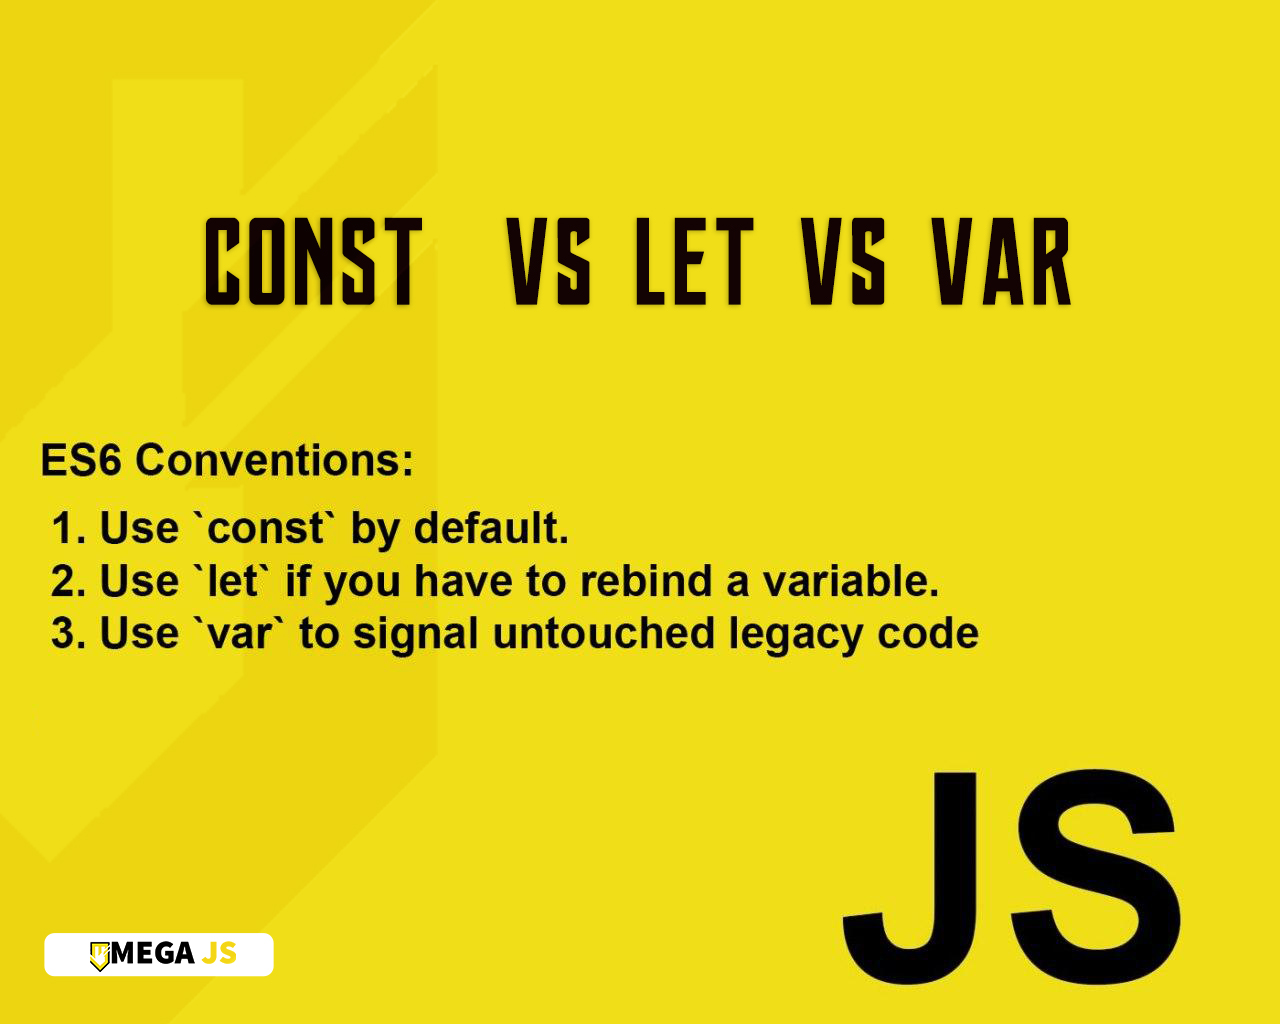 CONST VS LET VS VAR
ES6 Conventions:
1. Use `const` by default.
2. Use `let` if you have to rebind a variable.
3. Use `var` to signal untouched legacy code
JS
MEGA JS